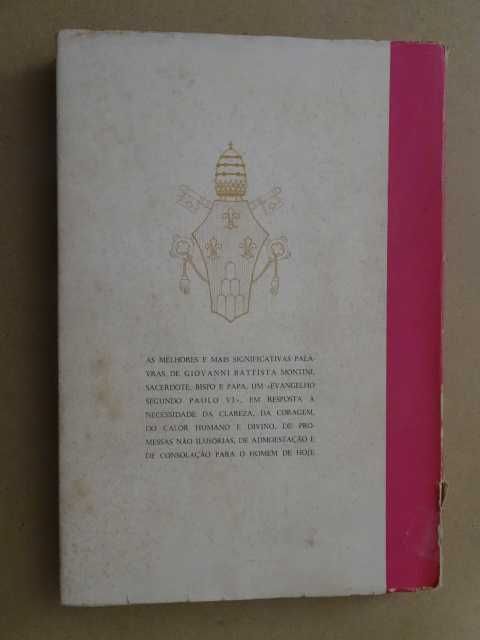 AS MELHORES E MAIS SIGNIFICATIVAS PALA-
VRAS DE GIOVANNI BATTISTA MONTINI,
SACERDOTE, BISPO E PAPA, UM «EVANGELHO
SEGUNDO PAULO VI», EM RESPOSTA À
NECESSIDADE DA CLAREZA, DA CORAGEM,
DO CALOR HUMANO E DIVINO, DE PRO-
MESSAS NÃO ILUSÓRIAS, DE ADMOESTAÇÃO E
DE CONSOLAÇÃO PARA O HOMEM DE HOJE